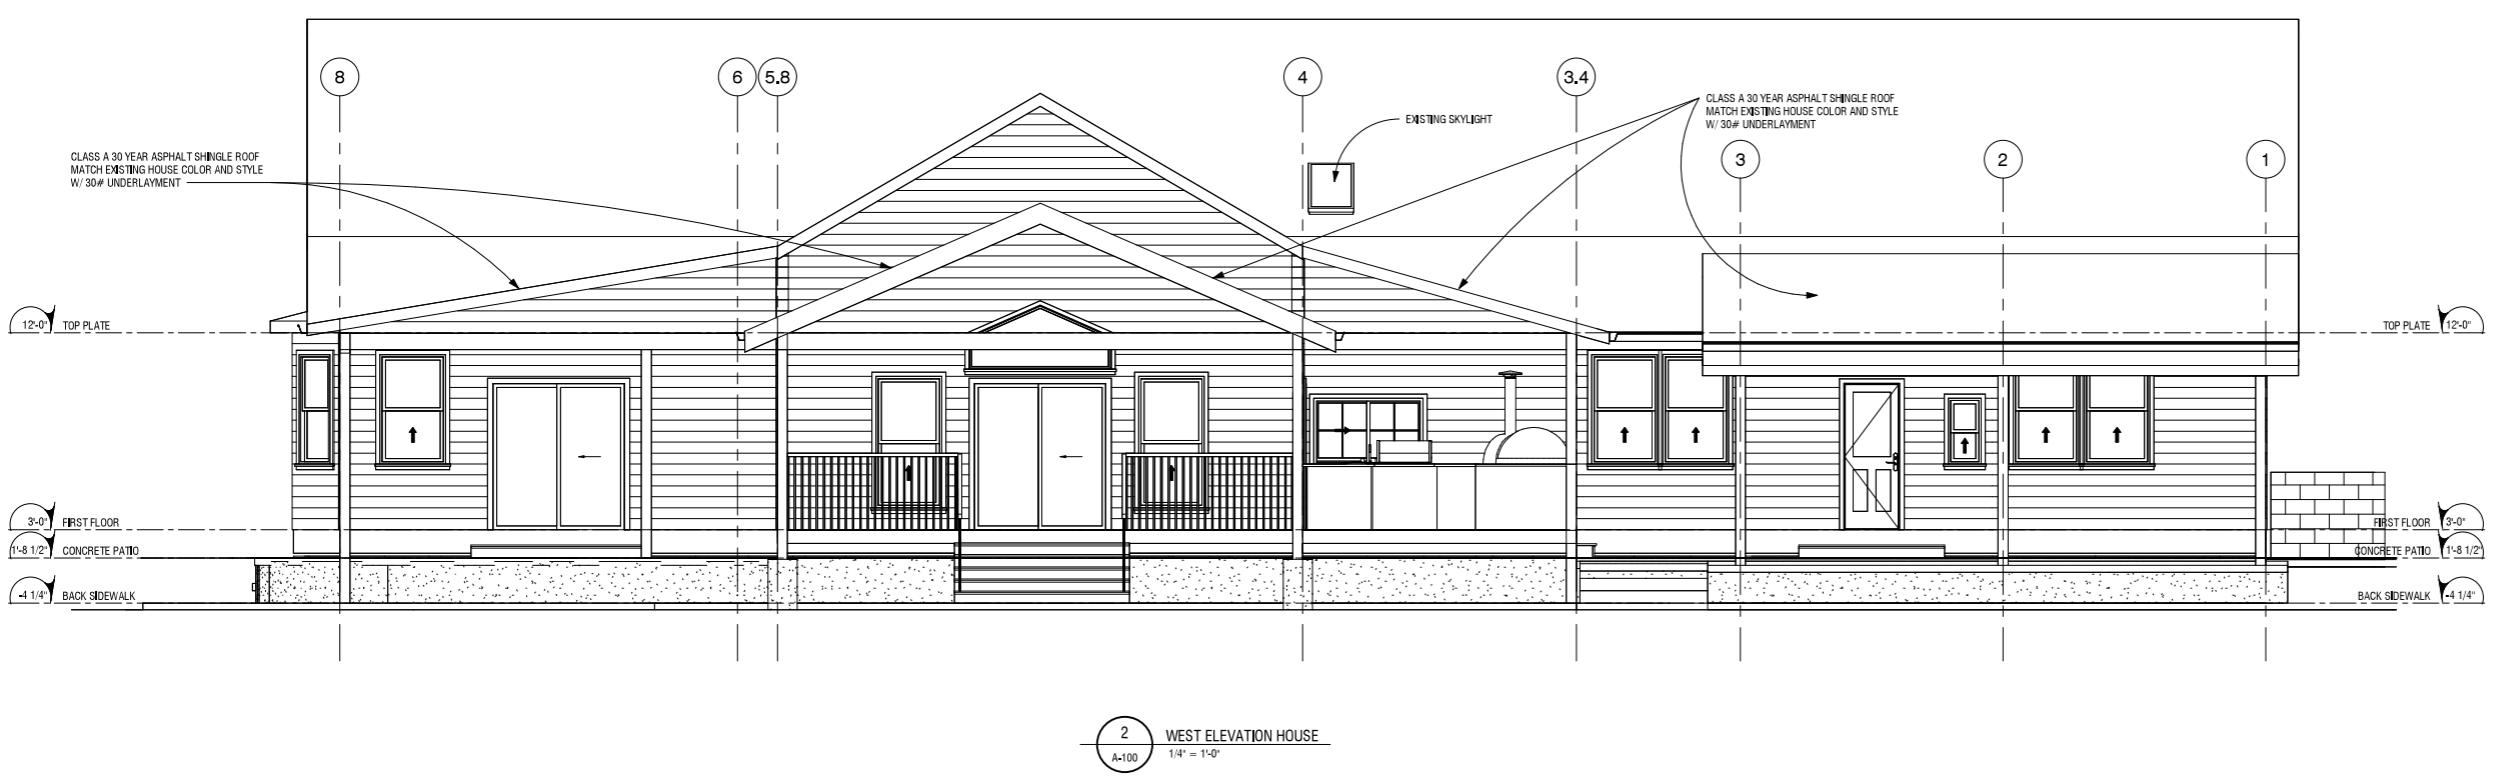 8
6
5.8
4
3.4
3
2
1
CLASS A 30 YEAR ASPHALT SHINGLE ROOF
MATCH EXISTING HOUSE COLOR AND STYLE
W/ 30# UNDERLAYMENT
EXISTING SKYLIGHT
CLASS A 30 YEAR ASPHALT SHINGLE ROOF
MATCH EXISTING HOUSE COLOR AND STYLE
W/ 30# UNDERLAYMENT
12'-0" TOP PLATE
TOP PLATE 12'-0"
3'-0" FIRST FLOOR
FIRST FLOOR 3'-0"
1'-8 1/2" CONCRETE PATIO
CONCRETE PATIO 1'-8 1/2"
-4 1/4" BACK SIDEWALK
BACK SIDEWALK -4 1/4"
2
A-100
WEST ELEVATION HOUSE
1/4" = 1'-0"